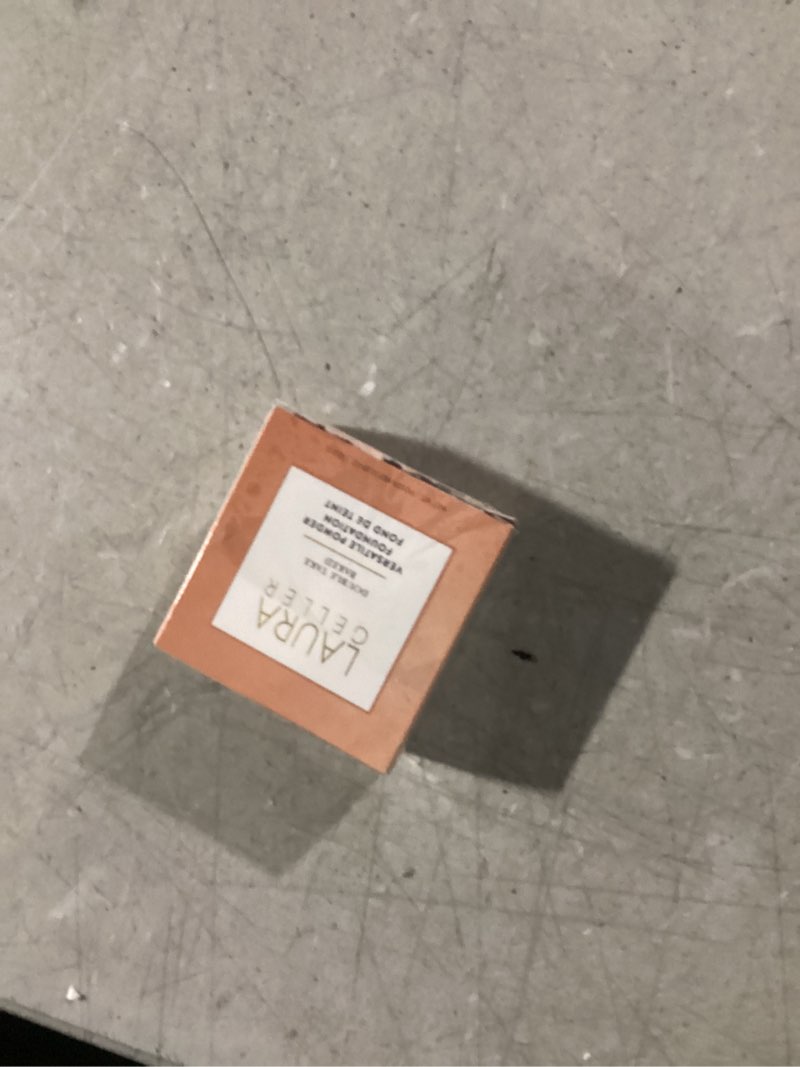 LAURA
GELLER
DOUBLE TAKE
BAKED
VERSATILE POWDER
FOUNDATION
FOND DE TEINT